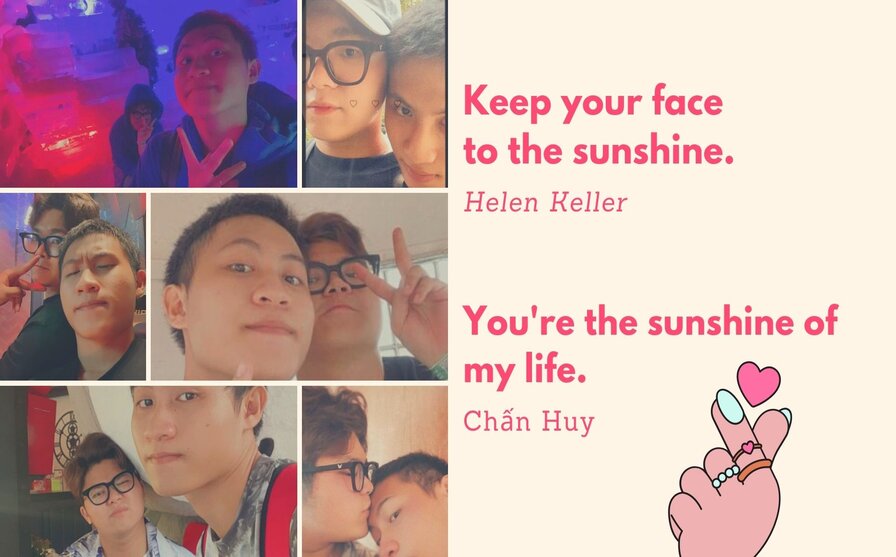 Keep your face
to the sunshine.
Helen Keller
You're the sunshine of
my life.
Chấn Huy